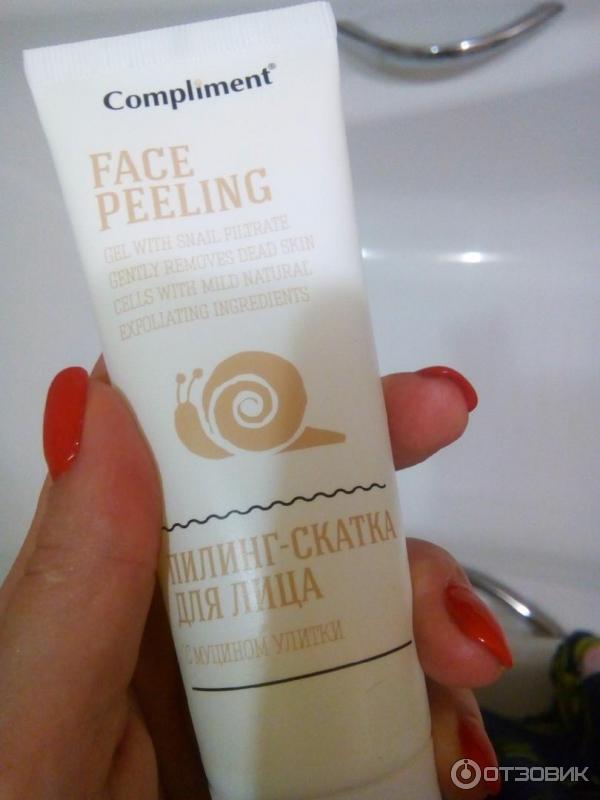 Compliment®
FACE
PEELING
GEL WITH SNAIL FILTRATE
GENTLY REMOVES DEAD SKIN
CELLS WITH MILD NATURAL
EXFOLIATING INGREDIENTS
ПИЛИНГ-СКАТКА
ДЛЯ ЛИЦА
С МУЦИНОМ УЛИТКИ
ОТЗОВИК